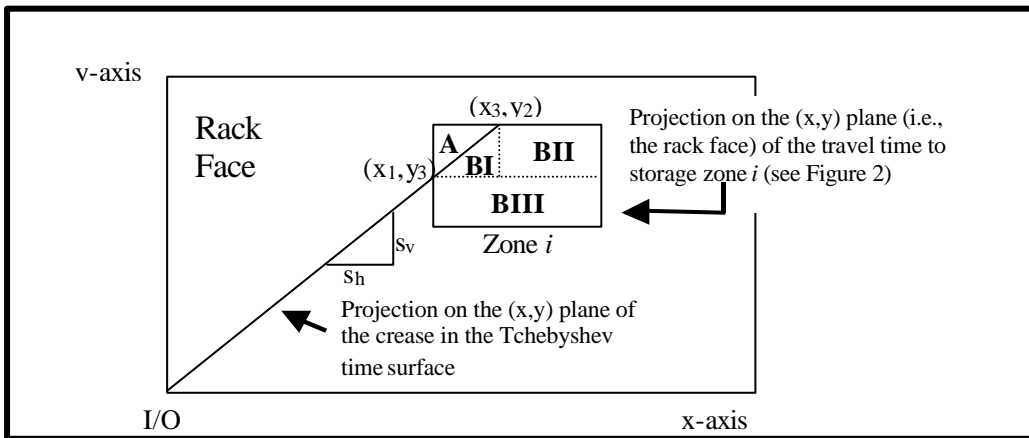 v-axis
Rack
Face
(x3,v2)
(x1,y3)
A
BI
BII
BIII
Zone i
Projection on the (x,y) plane (i.e.,
the rack face) of the travel time to
storage zone i (see Figure 2)
sv
sh
Projection on the (x,y) plane of
the crease in the Tchebyshev
time surface
I/O
x-axis